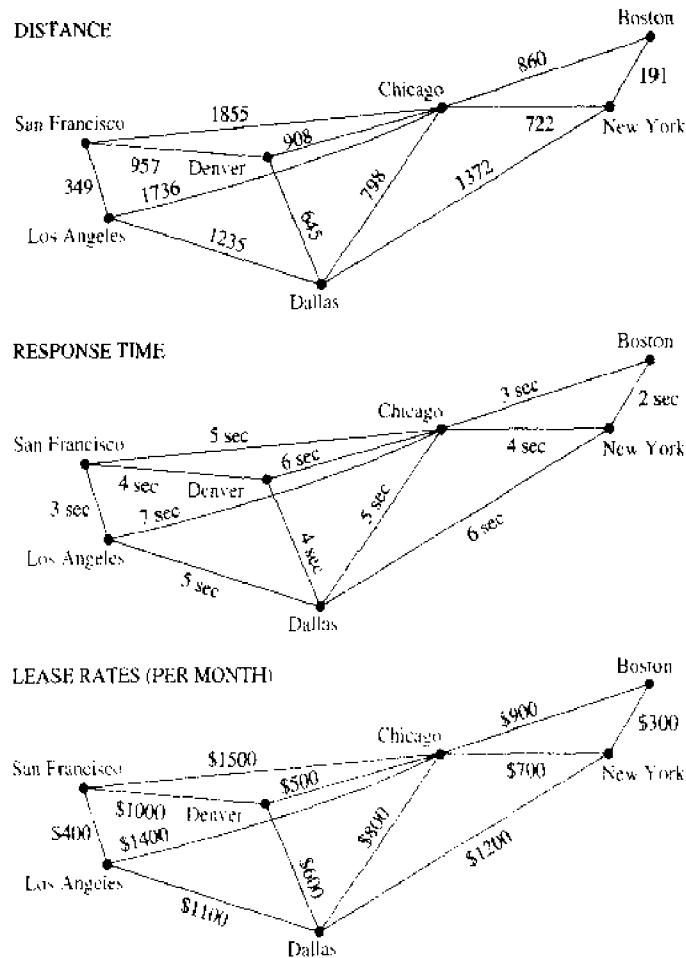 DISTANCE
Boston
860
191
Chicago
San Francisco
1855
722
New York
908
957
Denver
349
1736
798
1372
Los Angeles
1235
645
Dallas
RESPONSE TIME
Boston
3 sec
2 sec
Chicago
San Francisco
5 sec
4 sec
New York
6 sec
4 sec
Denver
3 sec
7 sec
5 sec
6 sec
Los Angeles
5 sec
4 sec
Dallas
LEASE RATES (PER MONTH)
Boston
$900
$300
Chicago
San Francisco
$1500
$700
New York
$500
$1000
Denver
$400
$1400
$800
$1200
Los Angeles
$1100
$600
Dallas